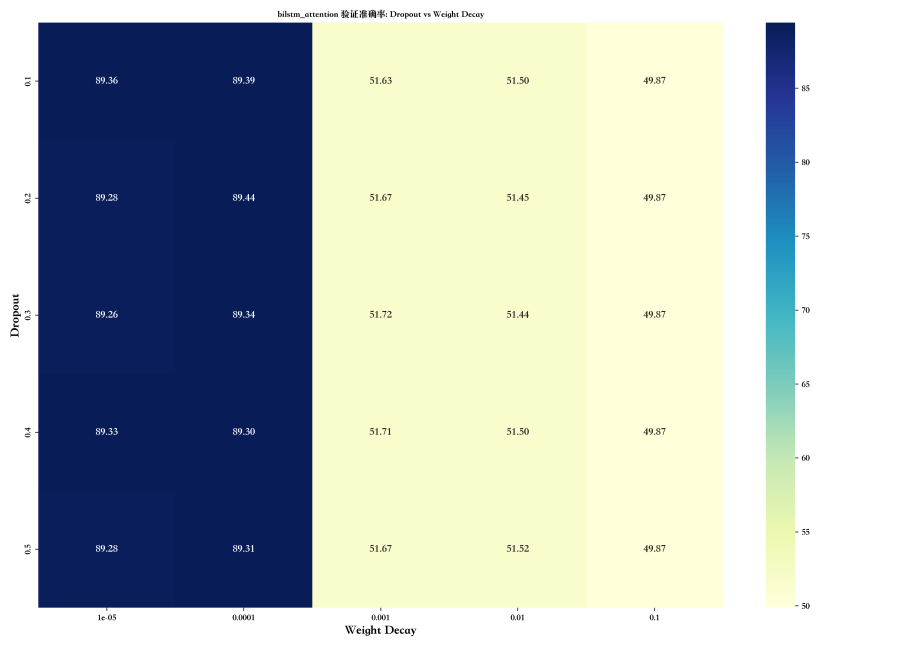 bilstm_attention 验证准确率: Dropout vs Weight Decay
0.1 89.36 89.39 51.63 51.50 49.87
0.2 89.28 89.44 51.67 51.45 49.87
0.3 89.26 89.34 51.72 51.44 49.87
0.4 89.33 89.30 51.71 51.50 49.87
0.5 89.28 89.31 51.67 51.52 49.87
Dropout
1e-05 0.0001 0.001 0.01 0.1
Weight Decay
85
80
75
70
65
60
55
50